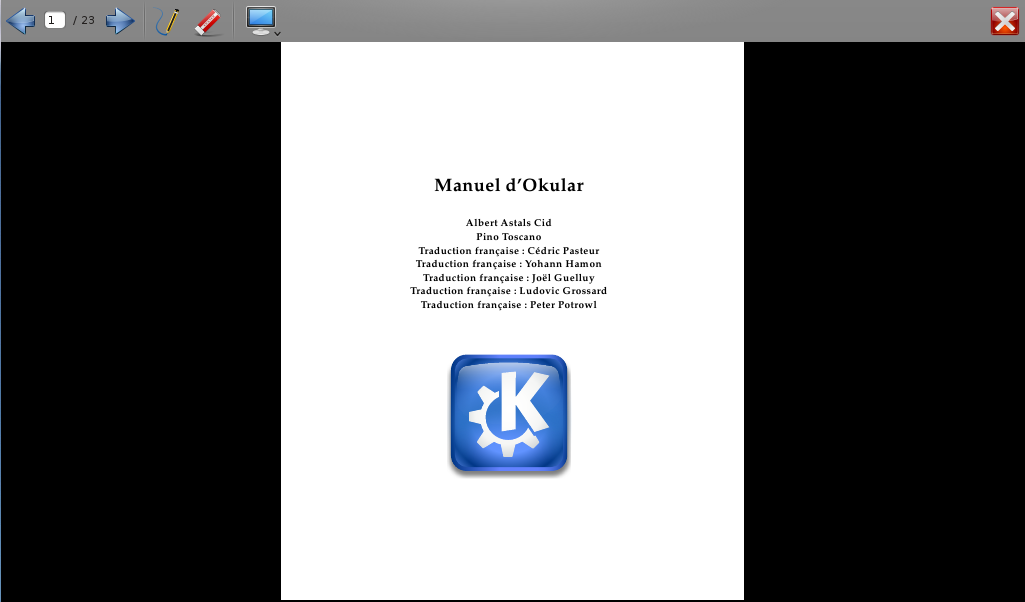 1 / 23
Manuel d'Okular
Albert Astals Cid
Pino Toscano
Traduction française : Cédric Pasteur
Traduction française : Yohann Hamon
Traduction française : Joël Guelluy
Traduction française : Ludovic Grossard
Traduction française : Peter Potrowl
K